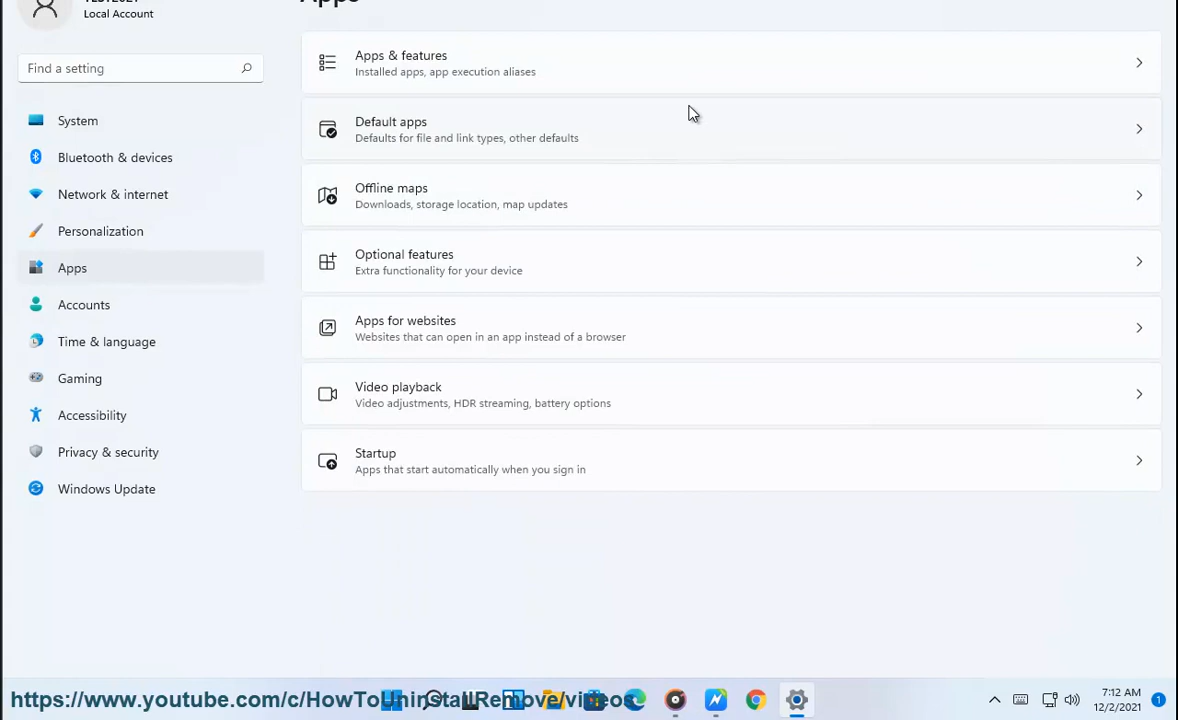 Local Account
Apps
Find a setting
System
Bluetooth & devices
Network & internet
Personalization
Apps
Accounts
Time & language
Gaming
Accessibility
Privacy & security
Windows Update
Apps & features
Installed apps, app execution aliases
Default apps
Defaults for file and link types, other defaults
Offline maps
Downloads, storage location, map updates
Optional features
Extra functionality for your device
Apps for websites
Websites that can open in an app instead of a browser
Video playback
Video adjustments, HDR streaming, battery options
Startup
Apps that start automatically when you sign in
https://www.youtube.com/c/HowToUninstallRemove/videos
7:12 AM
12/2/2021
1